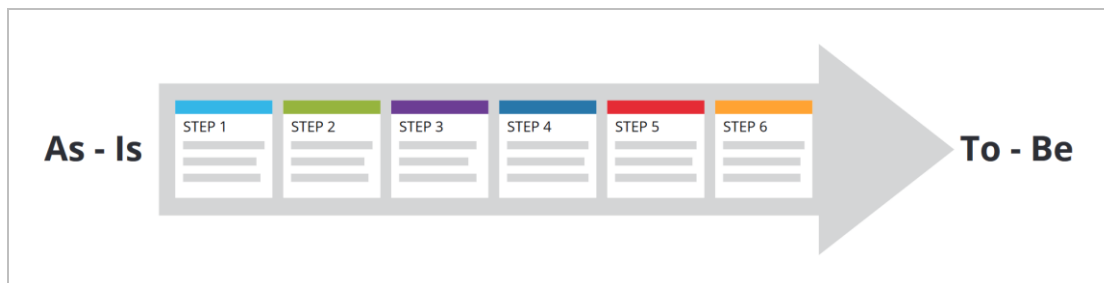 As - Is
STEP 1
STEP 2
STEP 3
STEP 4
STEP 5
STEP 6
To - Be